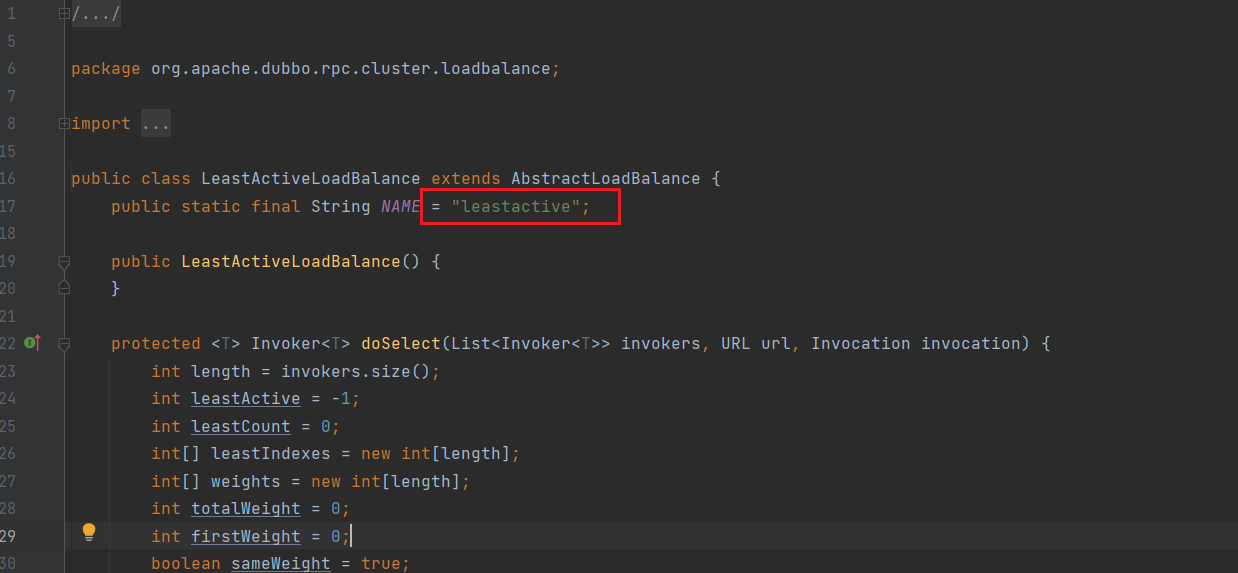 1 /.../
5
6 package org.apache.dubbo.rpc.cluster.loadbalance;
7
8 import ...
15
16 public class LeastActiveLoadBalance extends AbstractLoadBalance {
17     public static final String NAME = "leastactive";
18
19     public LeastActiveLoadBalance() {
20     }
21
22     protected <T> Invoker<T> doSelect(List<Invoker<T>> invokers, URL url, Invocation invocation) {
23         int length = invokers.size();
24         int leastActive = -1;
25         int leastCount = 0;
26         int[] leastIndexes = new int[length];
27         int[] weights = new int[length];
28         int totalWeight = 0;
29         int firstWeight = 0;
30         boolean sameWeight = true;